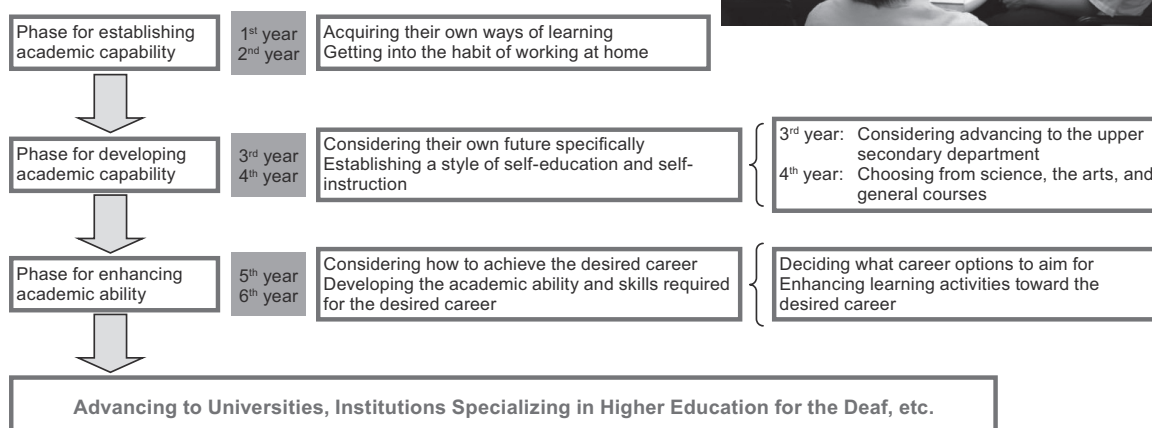 Phase for establishing
academic capability
1st year
2nd year
Acquiring their own ways of learning
Getting into the habit of working at home
Phase for developing
academic capability
3rd year
4th year
Considering their own future specifically
Establishing a style of self-education and self-
instruction
3rd year: Considering advancing to the upper
secondary department
4th year: Choosing from science, the arts, and
general courses
Phase for enhancing
academic ability
5th year
6th year
Considering how to achieve the desired career
Developing the academic ability and skills required
for the desired career
Deciding what career options to aim for
Enhancing learning activities toward the
desired career
Advancing to Universities, Institutions Specializing in Higher Education for the Deaf, etc.